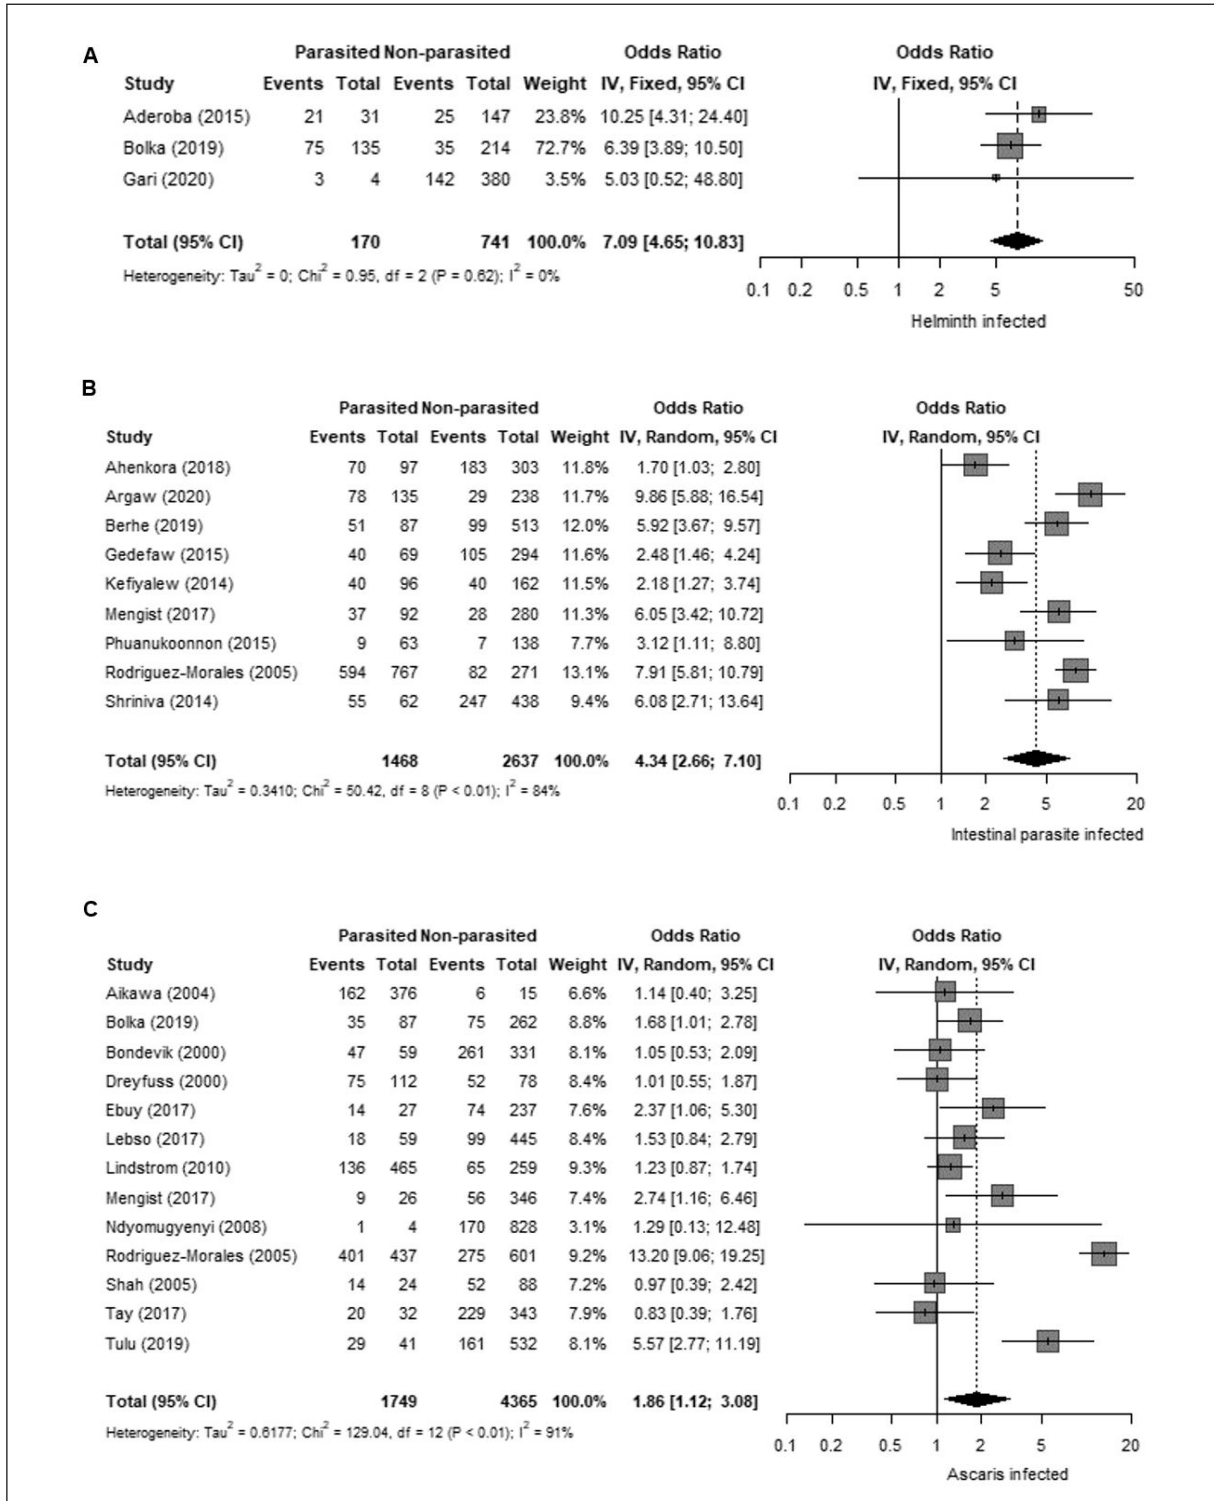 A
Parasited Non-parasited Odds Ratio Odds Ratio
Study Events Total Events Total Weight IV, Fixed, 95% CI IV, Fixed, 95% CI
Aderoba (2015) 21 31 25 147 23.8% 10.25 [4.31; 24.40]
Bolka (2019) 75 135 35 214 72.7% 6.39 [3.89; 10.50]
Gari (2020) 3 4 142 380 3.5% 5.03 [0.52; 48.80]
Total (95% CI) 170 741 100.0% 7.09 [4.65; 10.83]
Heterogeneity: Tau² = 0; Chi² = 0.95, df = 2 (P = 0.62); I² = 0%
0.1 0.2 0.5 1 2 5 50
Helminth infected
B
Parasited Non-parasited Odds Ratio Odds Ratio
Study Events Total Events Total Weight IV, Random, 95% CI IV, Random, 95% CI
Ahenkora (2018) 70 97 183 303 11.8% 1.70 [1.03; 2.80]
Argaw (2020) 78 135 29 238 11.7% 9.86 [5.88; 16.54]
Berhe (2019) 51 87 99 513 12.0% 5.92 [3.67; 9.57]
Gedefaw (2015) 40 69 105 294 11.6% 2.48 [1.46; 4.24]
Kefiyalew (2014) 40 96 40 162 11.5% 2.18 [1.27; 3.74]
Mengist (2017) 37 92 28 280 11.3% 6.05 [3.42; 10.72]
Phuanukoonnon (2015) 9 63 7 138 7.7% 3.12 [1.11; 8.80]
Rodriguez-Morales (2005) 594 767 82 271 13.1% 7.91 [5.81; 10.79]
Shriniva (2014) 55 62 247 438 9.4% 6.08 [2.71; 13.64]
Total (95% CI) 1468 2637 100.0% 4.34 [2.66; 7.10]
Heterogeneity: Tau² = 0.3410; Chi² = 50.42, df = 8 (P < 0.01); I² = 84%
0.1 0.2 0.5 1 2 5 20
Intestinal parasite infected
C
Parasited Non-parasited Odds Ratio Odds Ratio
Study Events Total Events Total Weight IV, Random, 95% CI IV, Random, 95% CI
Aikawa (2004) 162 376 6 15 6.6% 1.14 [0.40; 3.25]
Bolka (2019) 35 87 75 262 8.8% 1.68 [1.01; 2.78]
Bondevik (2000) 47 59 261 331 8.1% 1.05 [0.53; 2.09]
Dreyfuss (2000) 75 112 52 78 8.4% 1.01 [0.55; 1.87]
Ebuy (2017) 14 27 74 237 7.6% 2.37 [1.06; 5.30]
Lebso (2017) 18 59 99 445 8.4% 1.53 [0.84; 2.79]
Lindstrom (2010) 136 465 65 259 9.3% 1.23 [0.87; 1.74]
Mengist (2017) 9 26 56 346 7.4% 2.74 [1.16; 6.46]
Ndyomugyenyi (2008) 1 4 170 828 3.1% 1.29 [0.13; 12.48]
Rodriguez-Morales (2005) 401 437 275 601 9.2% 13.20 [9.06; 19.25]
Shah (2005) 14 24 52 88 7.2% 0.97 [0.39; 2.42]
Tay (2017) 20 32 229 343 7.9% 0.83 [0.39; 1.76]
Tulu (2019) 29 41 161 532 8.1% 5.57 [2.77; 11.19]
Total (95% CI) 1749 4365 100.0% 1.86 [1.12; 3.08]
Heterogeneity: Tau² = 0.6177; Chi² = 129.04, df = 12 (P < 0.01); I² = 91%
0.1 0.2 0.5 1 2 5 20
Ascaris infected